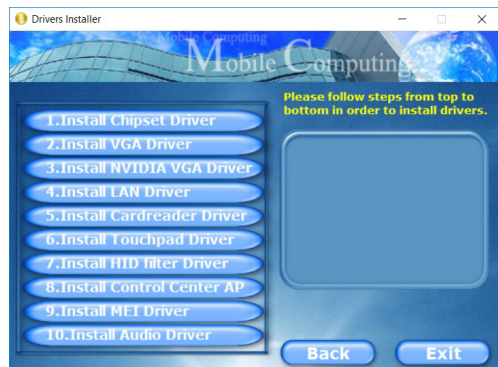 Drivers Installer
Mobile Computing
Mobile Computing
Please follow steps from top to
bottom in order to install drivers.
1.Install Chipset Driver
2.Install VGA Driver
3.Install NVIDIA VGA Driver
4.Install LAN Driver
5.Install Cardreader Driver
6.Install Touchpad Driver
7.Install HID filter Driver
8.Install Control Center AP
9.Install MEI Driver
10.Install Audio Driver
Back
Exit